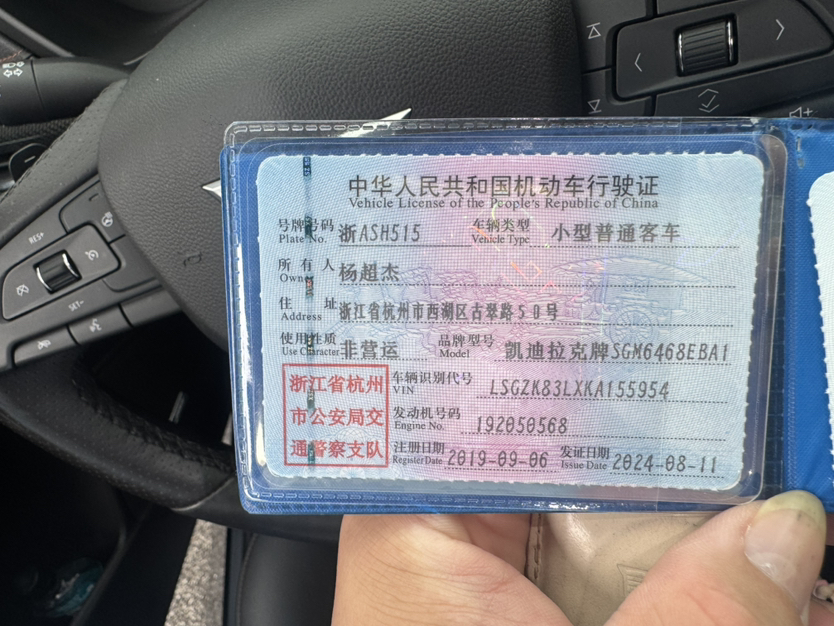 中华人民共和国机动车行驶证
Vehicle License of the People's Republic of China
号牌号码 浙ASH515 车辆类型 小型普通客车
Plate No. Vehicle Type
所有人 杨超杰
Owner
住址 浙江省杭州市西湖区古翠路50号
Address
使用性质 非营运 品牌型号 凯迪拉克牌SGM6468EBA1
Use Character Model
浙江省杭州
市公安局交
通警察支队
车辆识别代号 LSGZK83LXKA155954
VIN
发动机号码 192050568
Engine No.
注册日期 2019-09-06 发证日期 2024-08-11
Register Date Issue Date
RES+
SET-